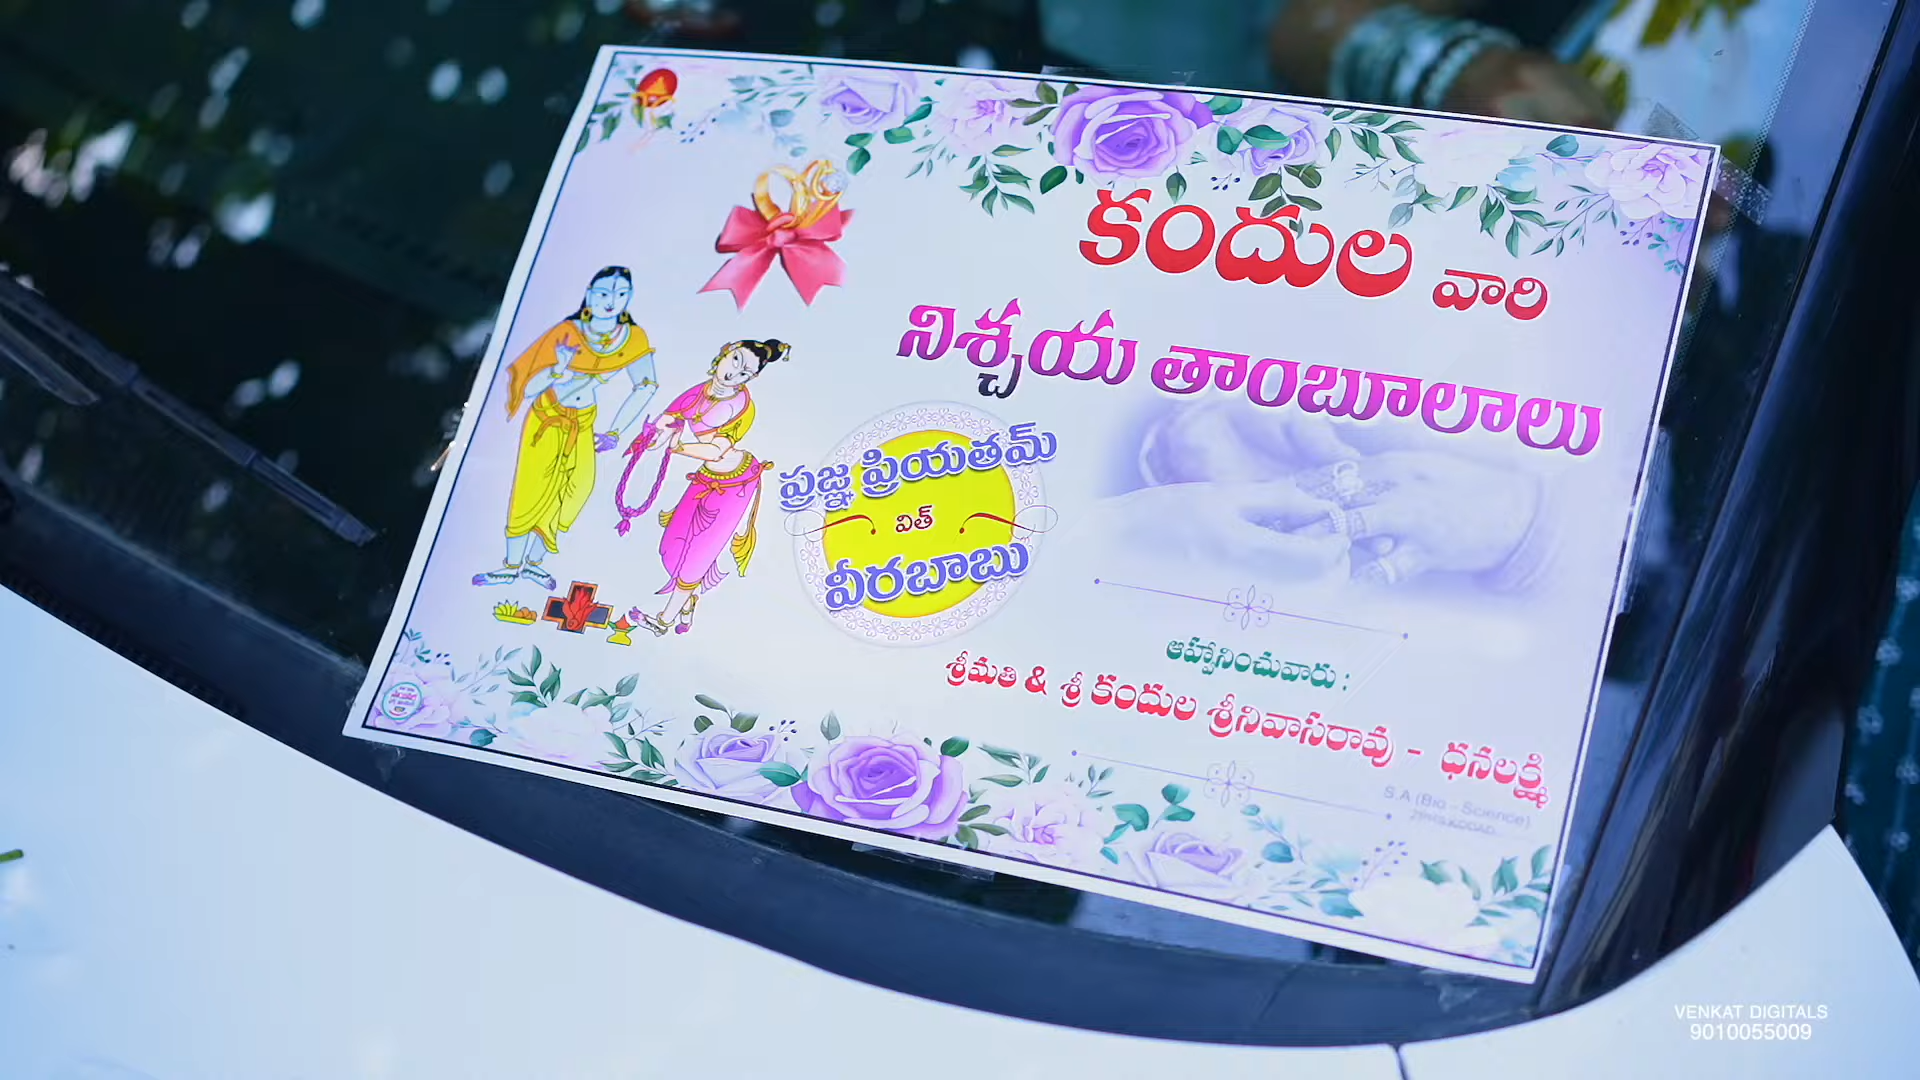 కందుల వారి
నిశ్చయ తాంబూలాలు
ప్రజ్ఞ ప్రియతమ్
విత్
వీరబాబు
ఆహ్వానించువారు :
శ్రీమతి & శ్రీ కందుల శ్రీనివాసరావు - ధనలక్ష్మి
S.A (Bio - Science)
VENKAT DIGITALS
9010055009